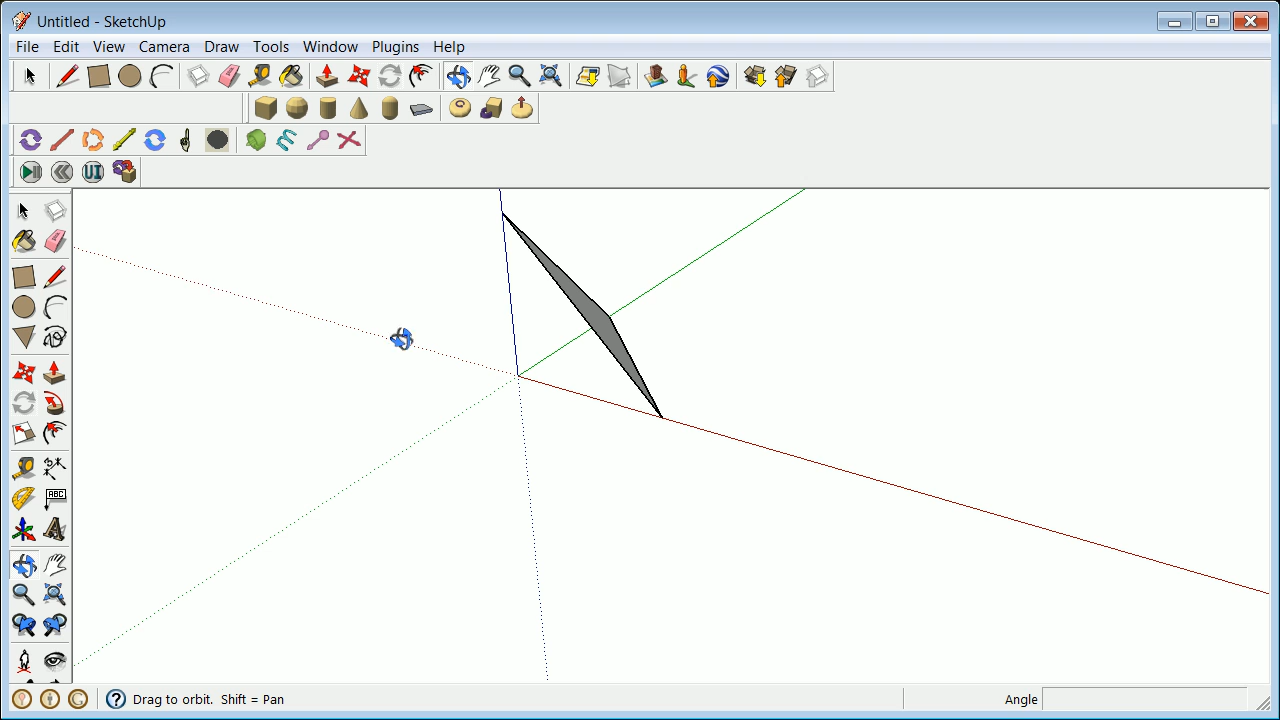 Untitled - SketchUp
File Edit View Camera Draw Tools Window Plugins Help
UI
ABC
Drag to orbit. Shift = Pan
Angle